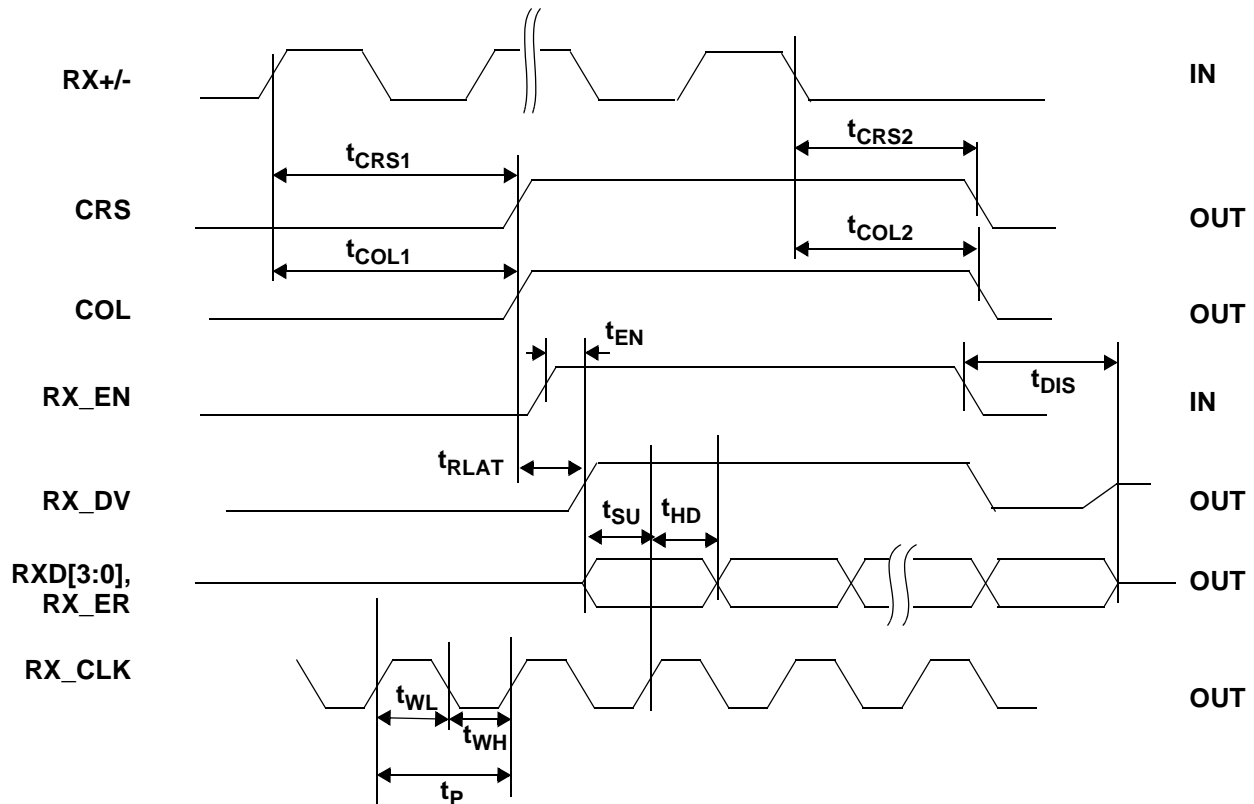 RX+/-
IN
tCRS2
tCRS1
CRS
OUT
tCOL2
tCOL1
COL
OUT
tEN
tDIS
RX_EN
IN
tRLAT
RX_DV
OUT
tSU
tHD
RXD[3:0],
RX_ER
OUT
RX_CLK
OUT
tWL
tWH
tP